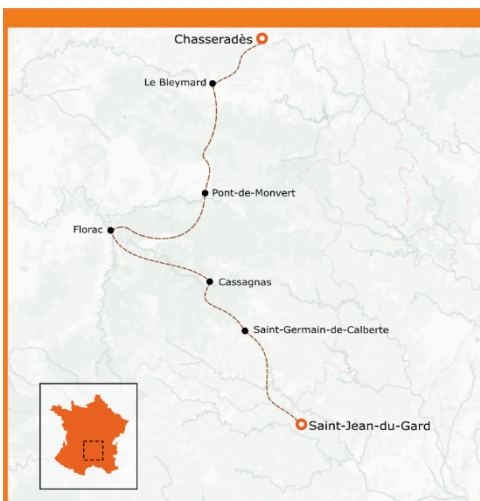 Chasseradès
Le Bleymard
Pont-de-Monvert
Florac
Cassagnas
Saint-Germain-de-Calberte
Saint-Jean-du-Gard